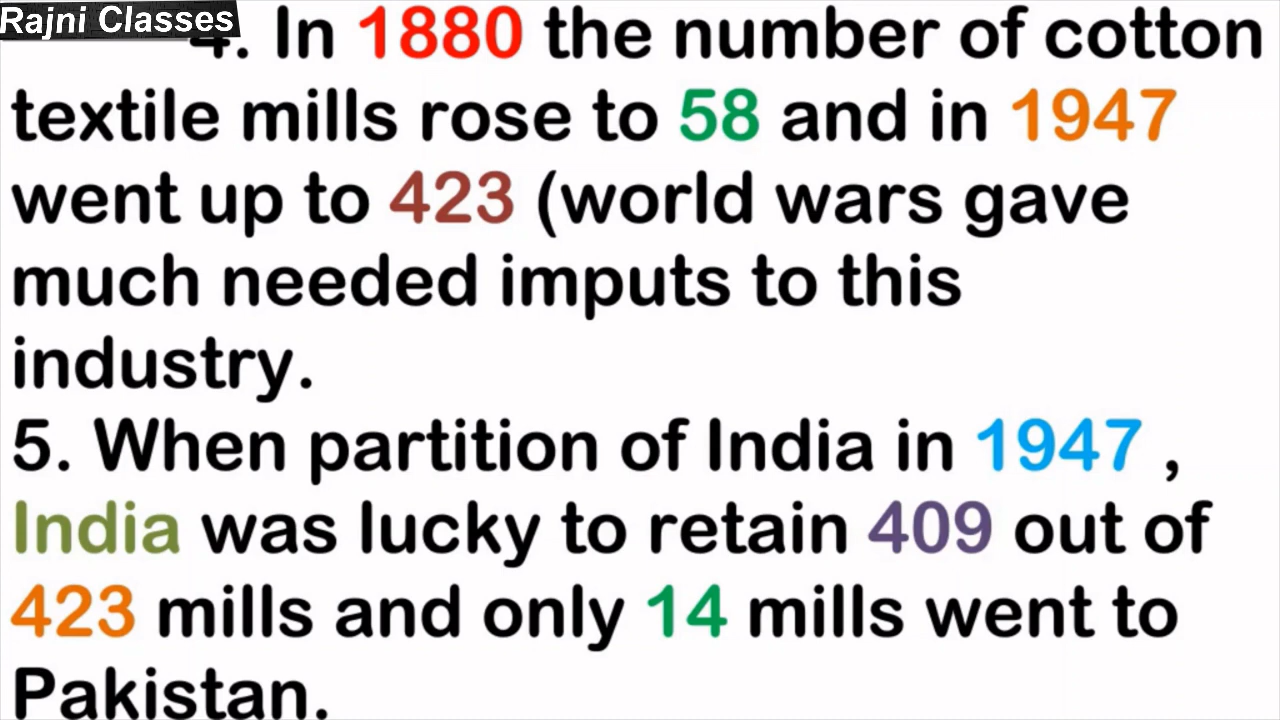 Rajni Classes
4. In 1880 the number of cotton
textile mills rose to 58 and in 1947
went up to 423 (world wars gave
much needed imputs to this
industry.
5. When partition of India in 1947 ,
India was lucky to retain 409 out of
423 mills and only 14 mills went to
Pakistan.